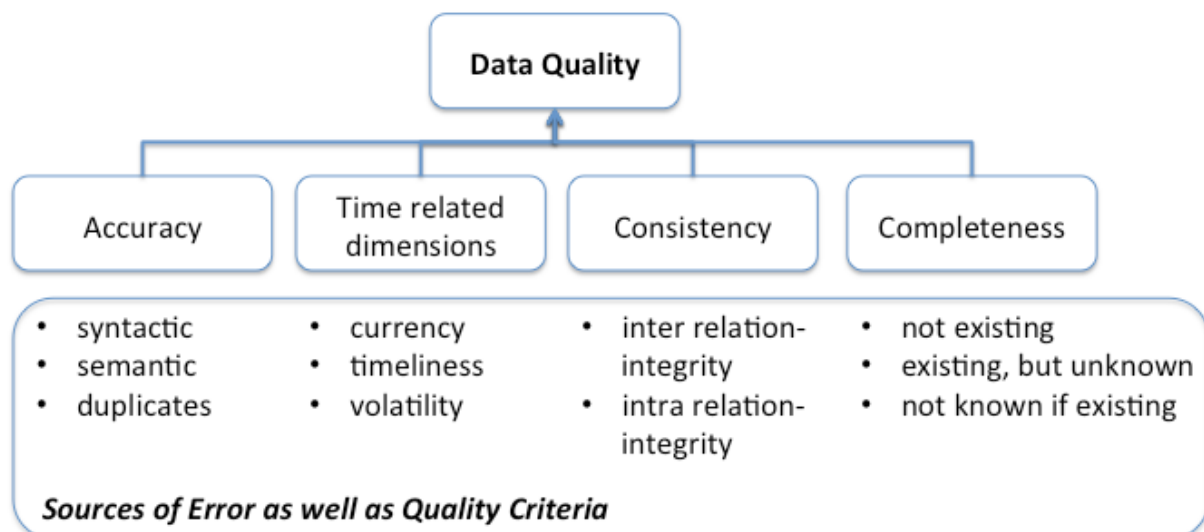 Data Quality
Accuracy
Time related
dimensions
Consistency
Completeness
• syntactic
• semantic
• duplicates
• currency
• timeliness
• volatility
• inter relation-
integrity
• intra relation-
integrity
• not existing
• existing, but unknown
• not known if existing
Sources of Error as well as Quality Criteria